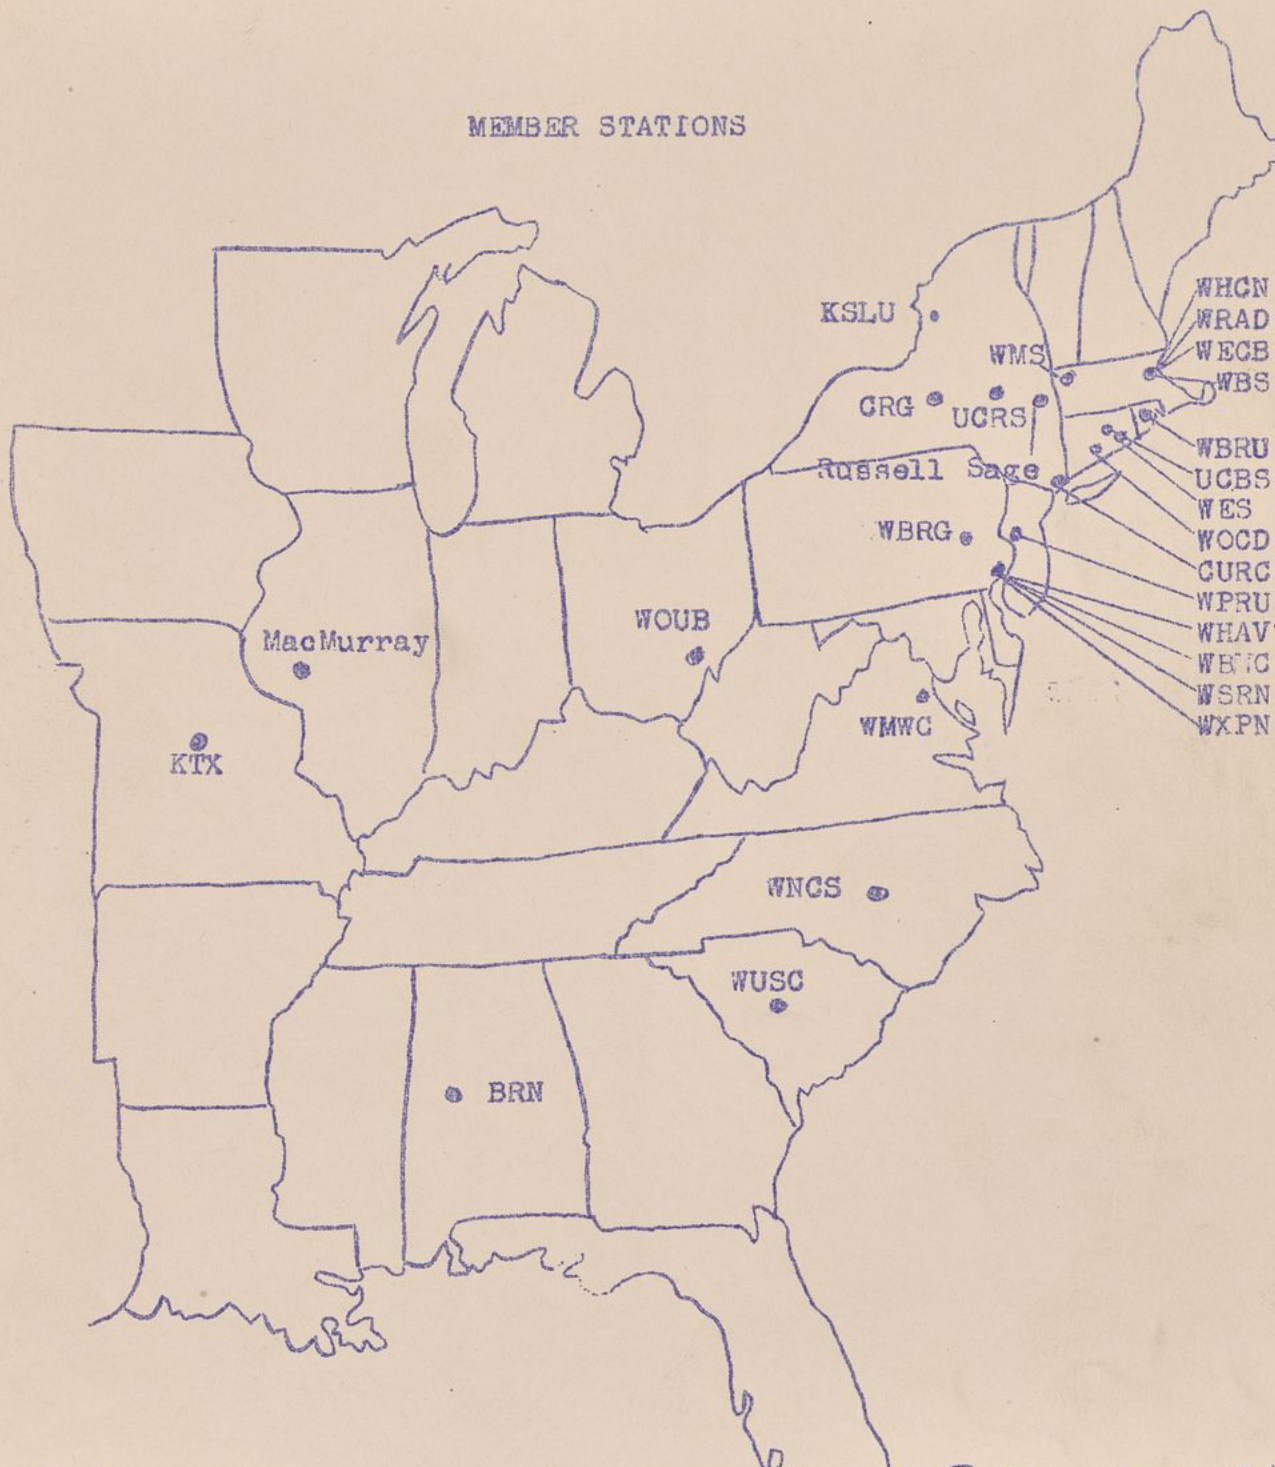 MEMBER STATIONS
WHCN
WRAD
WECB
WBS
KSLU
WMS
CRG
UCRS
Russell Sage
WBRU
UCBS
WES
WOCD
CURC
WPRU
WHAV
WSRN
WXPN
WBRG
WOUB
MacMurray
WMWC
KTX
WNCS
WUSC
BRN